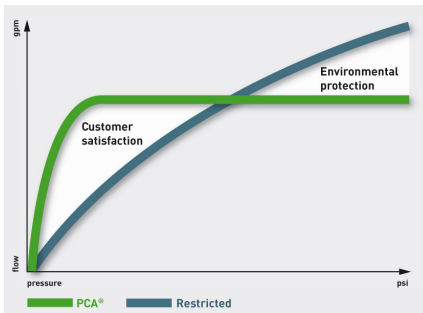 gpm
Environmental
protection
Customer
satisfaction
flow
pressure
psi
PCA®
Restricted